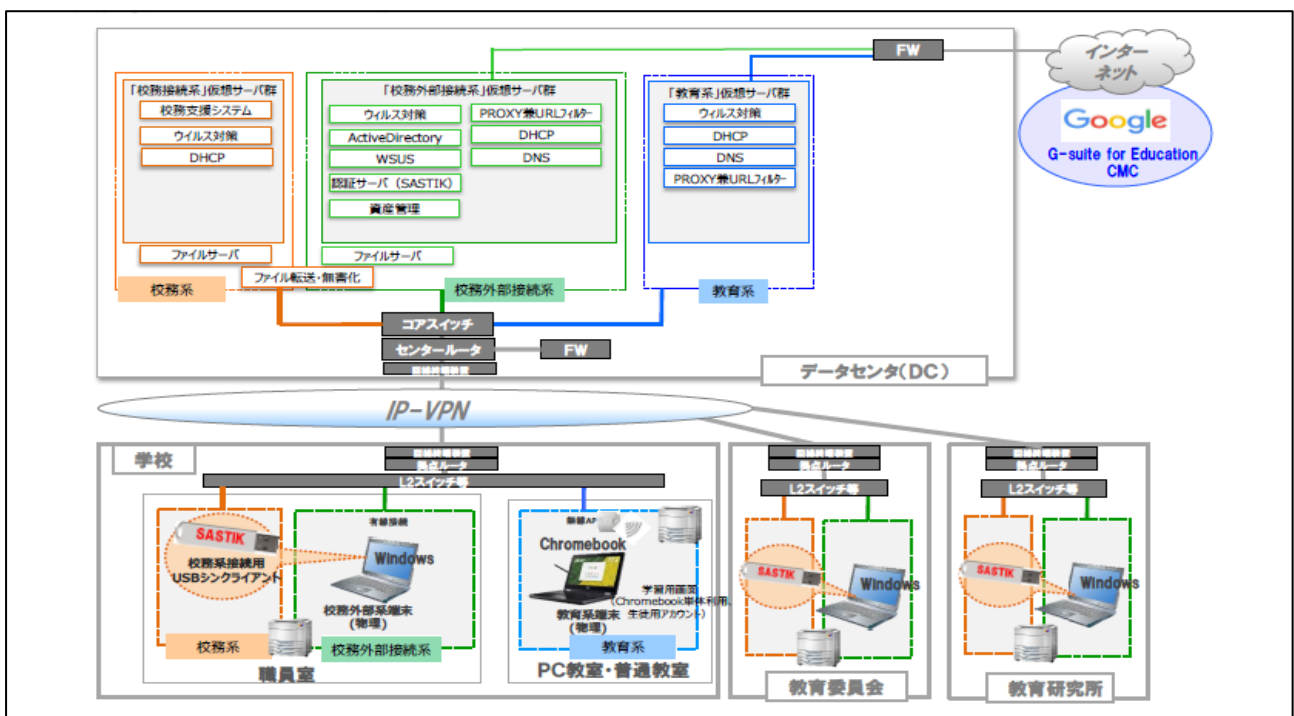 FW
インター
ネット
Google
G-suite for Education
CMC
「校務接続系」仮想サーバ群
校務支援システム
ウイルス対策
DHCP
ファイルサーバ
校務系
「校務外部接続系」仮想サーバ群
ウィルス対策
ActiveDirectory
WSUS
認証サーバ（SASTIK）
資産管理
PROXY兼URLフィルター
DHCP
DNS
ファイルサーバ
ファイル転送・無害化
校務外部接続系
「教育系」仮想サーバ群
ウィルス対策
DHCP
DNS
PROXY兼URLフィルター
教育系
コアスイッチ
センタールータ
FW
データセンタ（DC）
IP-VPN
学校
拠点ルータ
L2スイッチ等
SASTIK
校務系接続用
USBシンクライアント
校務系
有線接続
Windows
校務外部系端末
(物理)
校務外部接続系
職員室
無線AP
Chromebook
学習用画面
（Chromebook単体利用、
生徒用アカウント）
教育系端末
(物理)
教育系
PC教室・普通教室
拠点ルータ
L2スイッチ等
SASTIK
Windows
教育委員会
拠点ルータ
L2スイッチ等
SASTIK
Windows
教育研究所